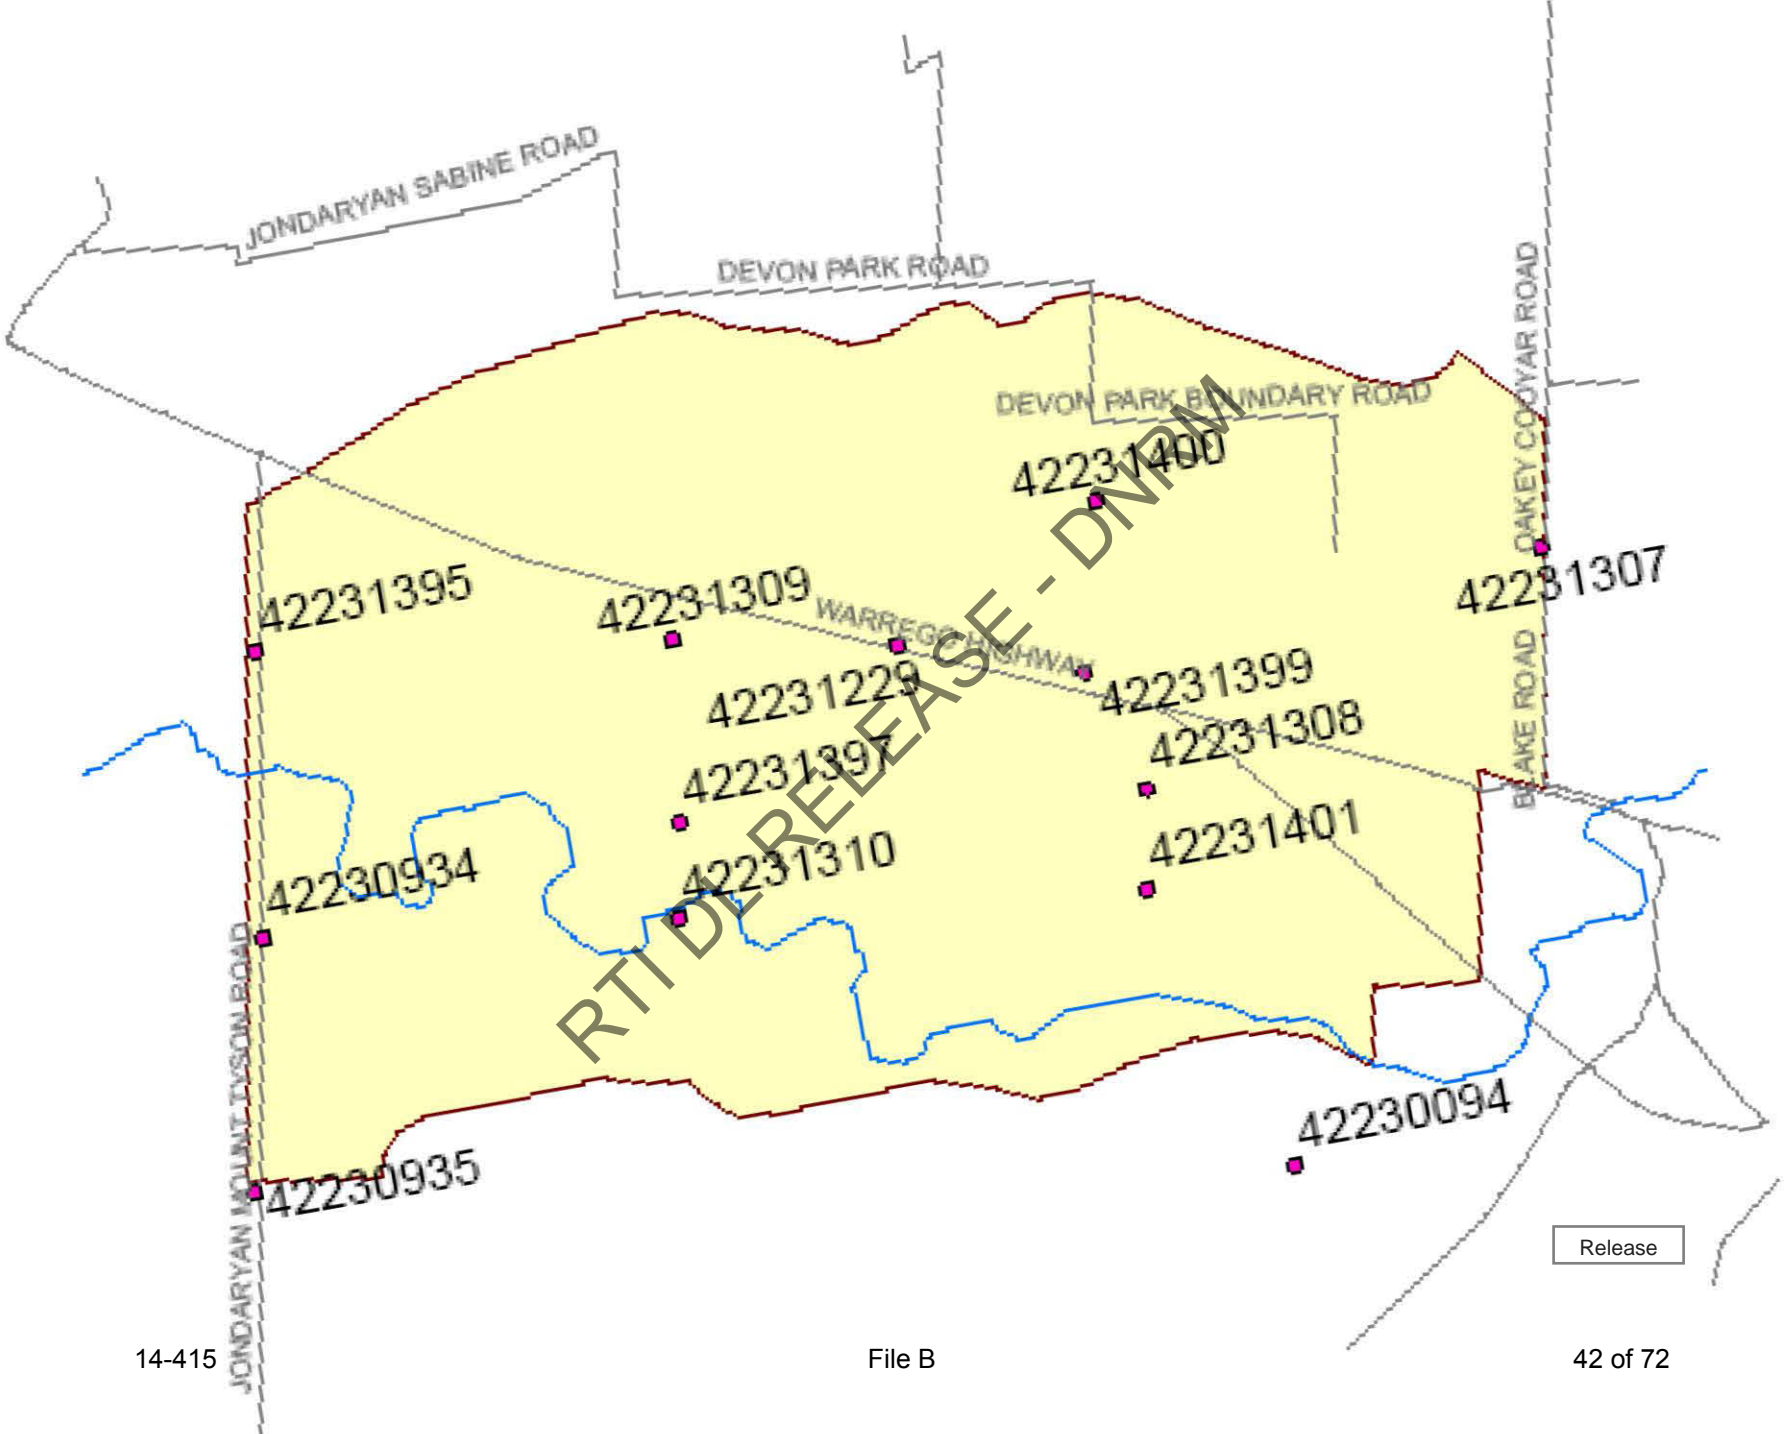 JONDARYAN SABINE ROAD
DEVON PARK ROAD
OAKEY COOYAR ROAD
DEVON PARK BOUNDARY ROAD
42231400
42231307
42231395
42231309
WARREGO HIGHWAY
42231229
42231399
42231308
BLAKE ROAD
42231397
42231401
42231310
42230934
RTI DL RELEASE - DNRM
JONDARYAN MOUNT TYSON ROAD
42230094
42230935
Release
14-415
File B
42 of 72